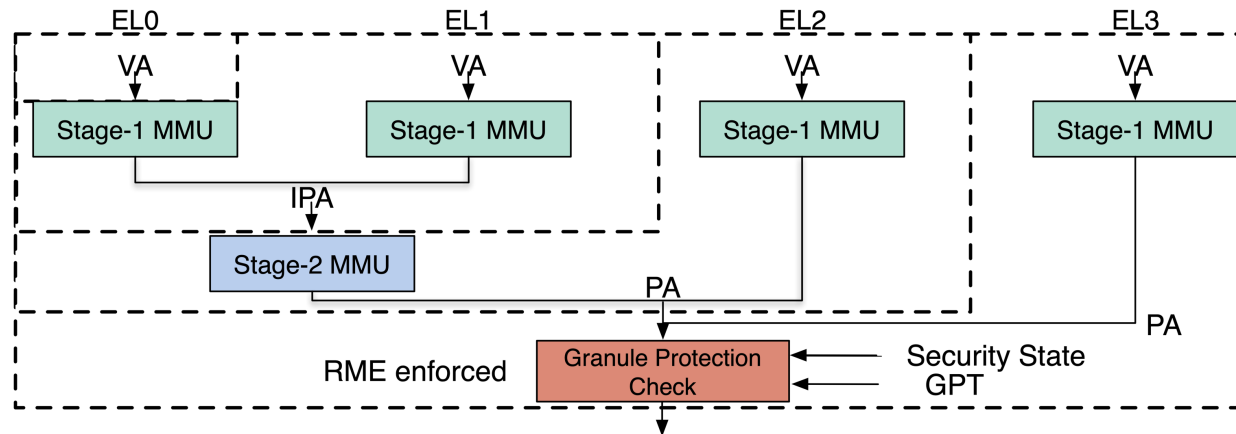 EL0 EL1 EL2 EL3
VA VA VA VA
Stage-1 MMU Stage-1 MMU Stage-1 MMU Stage-1 MMU
IPA
Stage-2 MMU
PA
PA
RME enforced
Granule Protection
Check
Security State
GPT